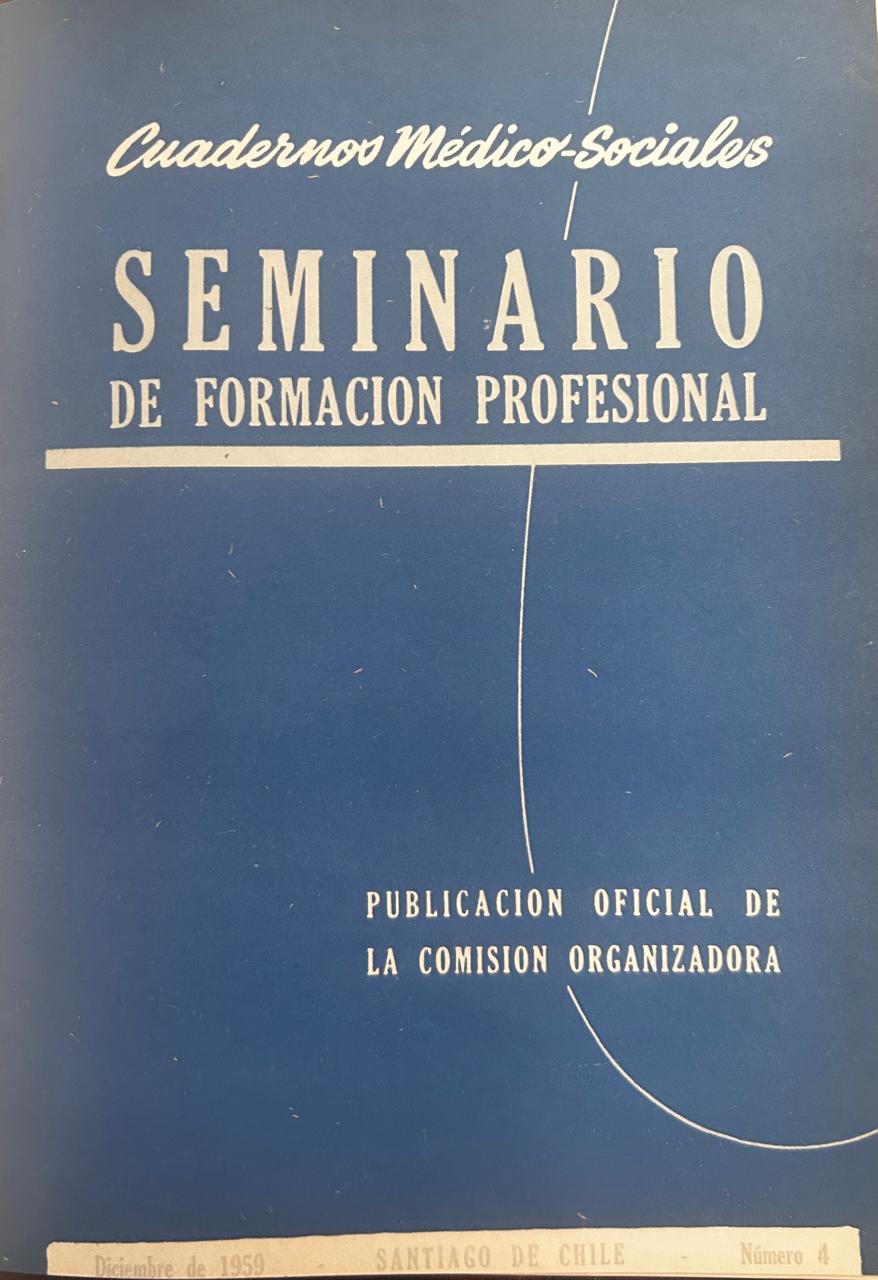 Cuadernos Médico-Sociales
SEMINARIO
DE FORMACION PROFESIONAL
PUBLICACION OFICIAL DE
LA COMISION ORGANIZADORA
Diciembre de 1959 - SANTIAGO DE CHILE - Número 4